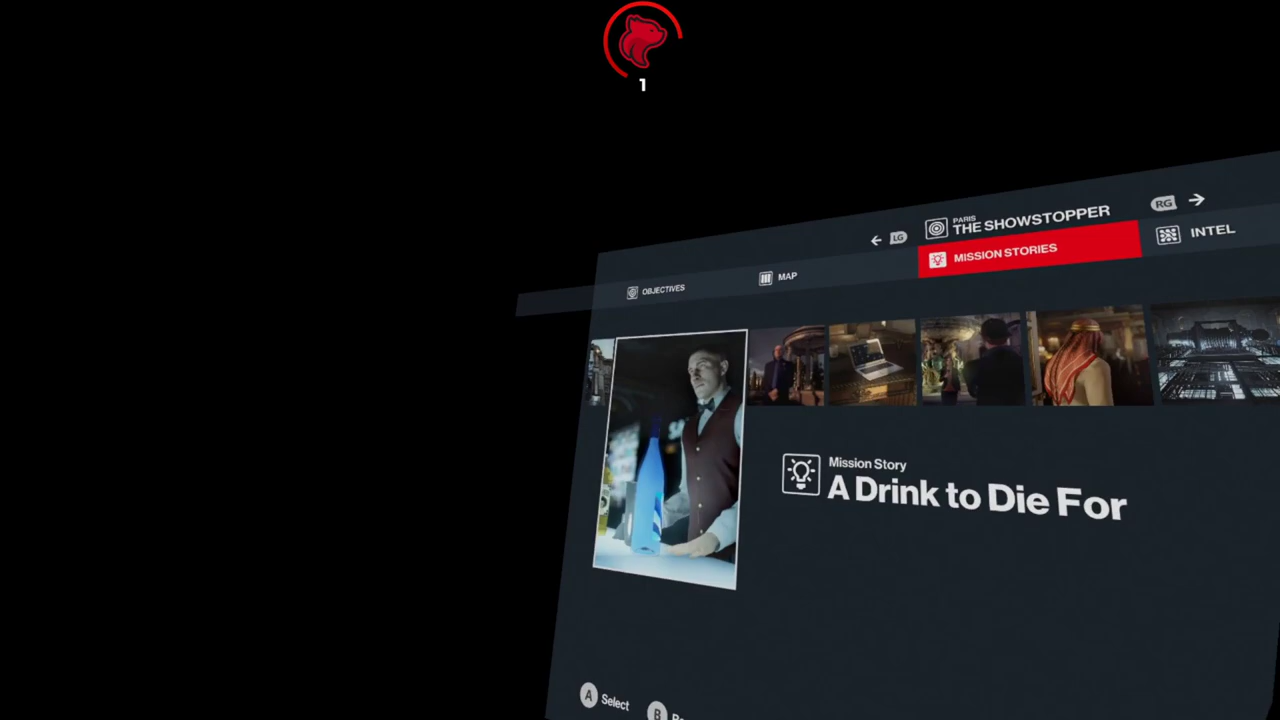 1
PARIS
THE SHOWSTOPPER
LG
RG
OBJECTIVES
MAP
MISSION STORIES
INTEL
Mission Story
A Drink to Die For
A Select
B